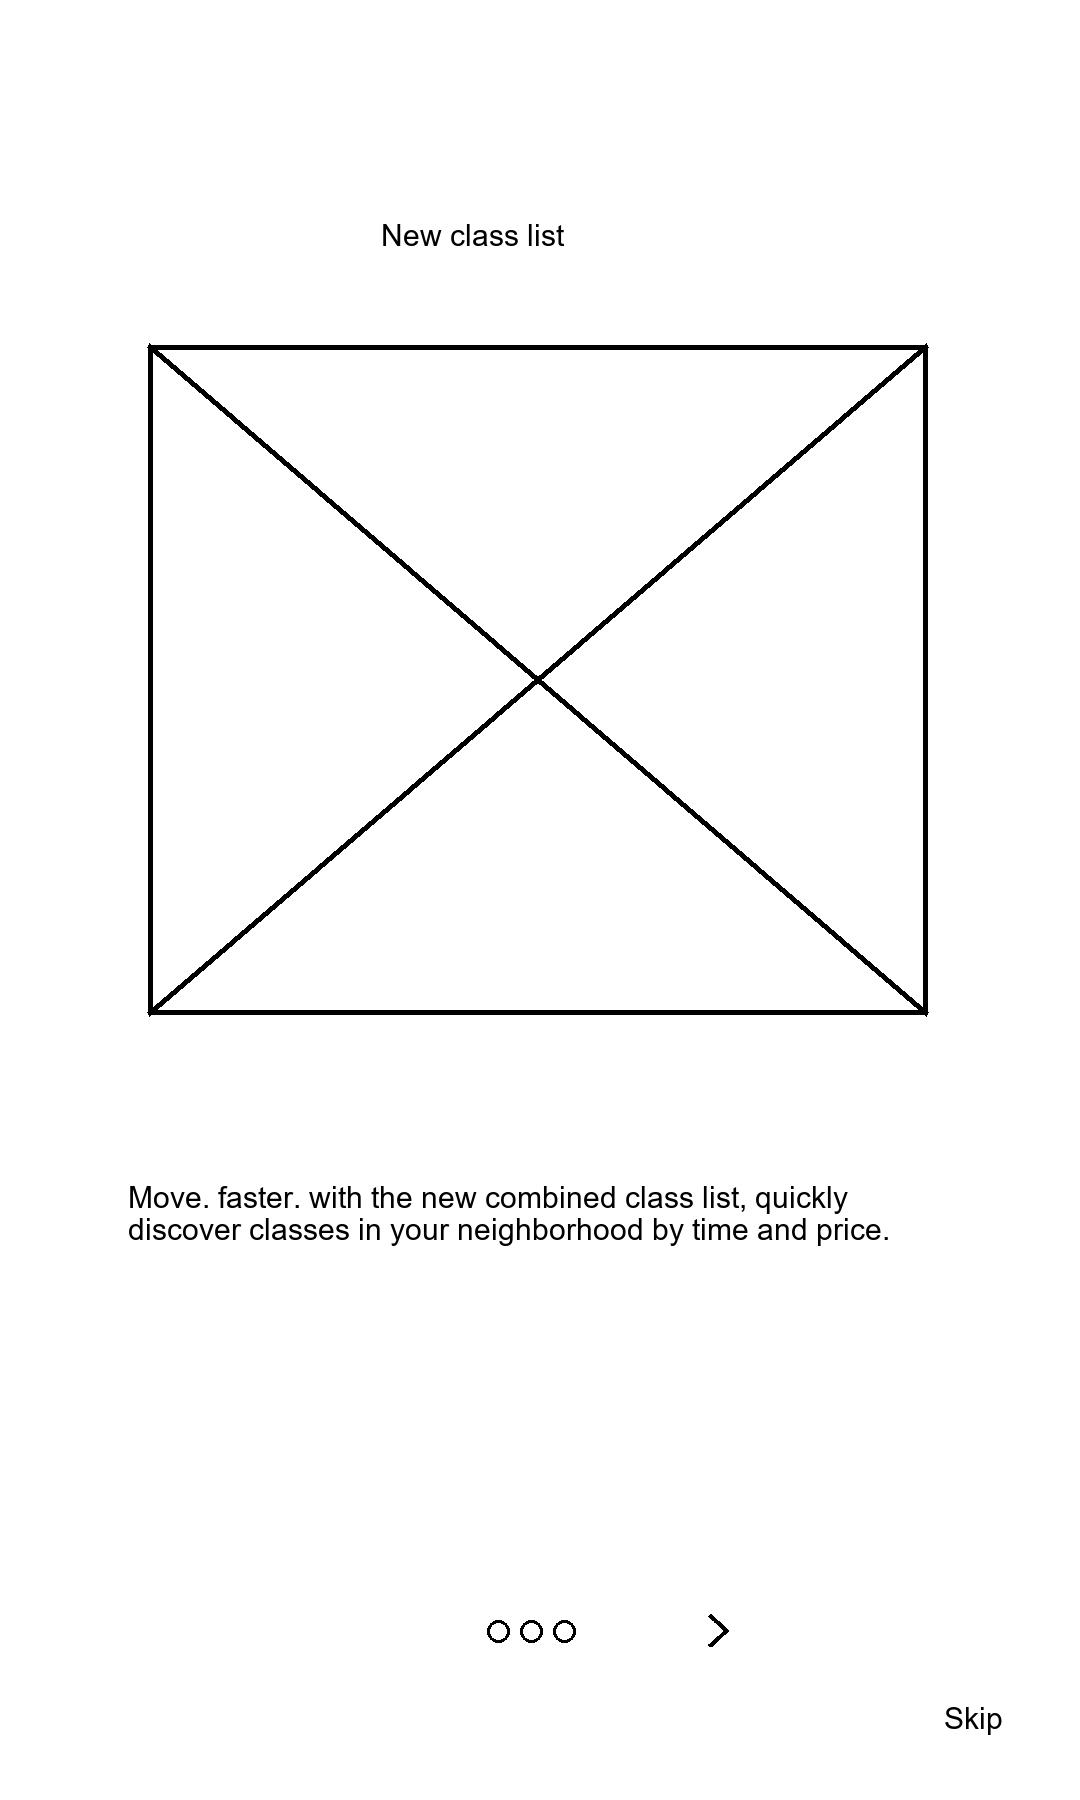 New class list
Move. faster. with the new combined class list, quickly
discover classes in your neighborhood by time and price.
Skip